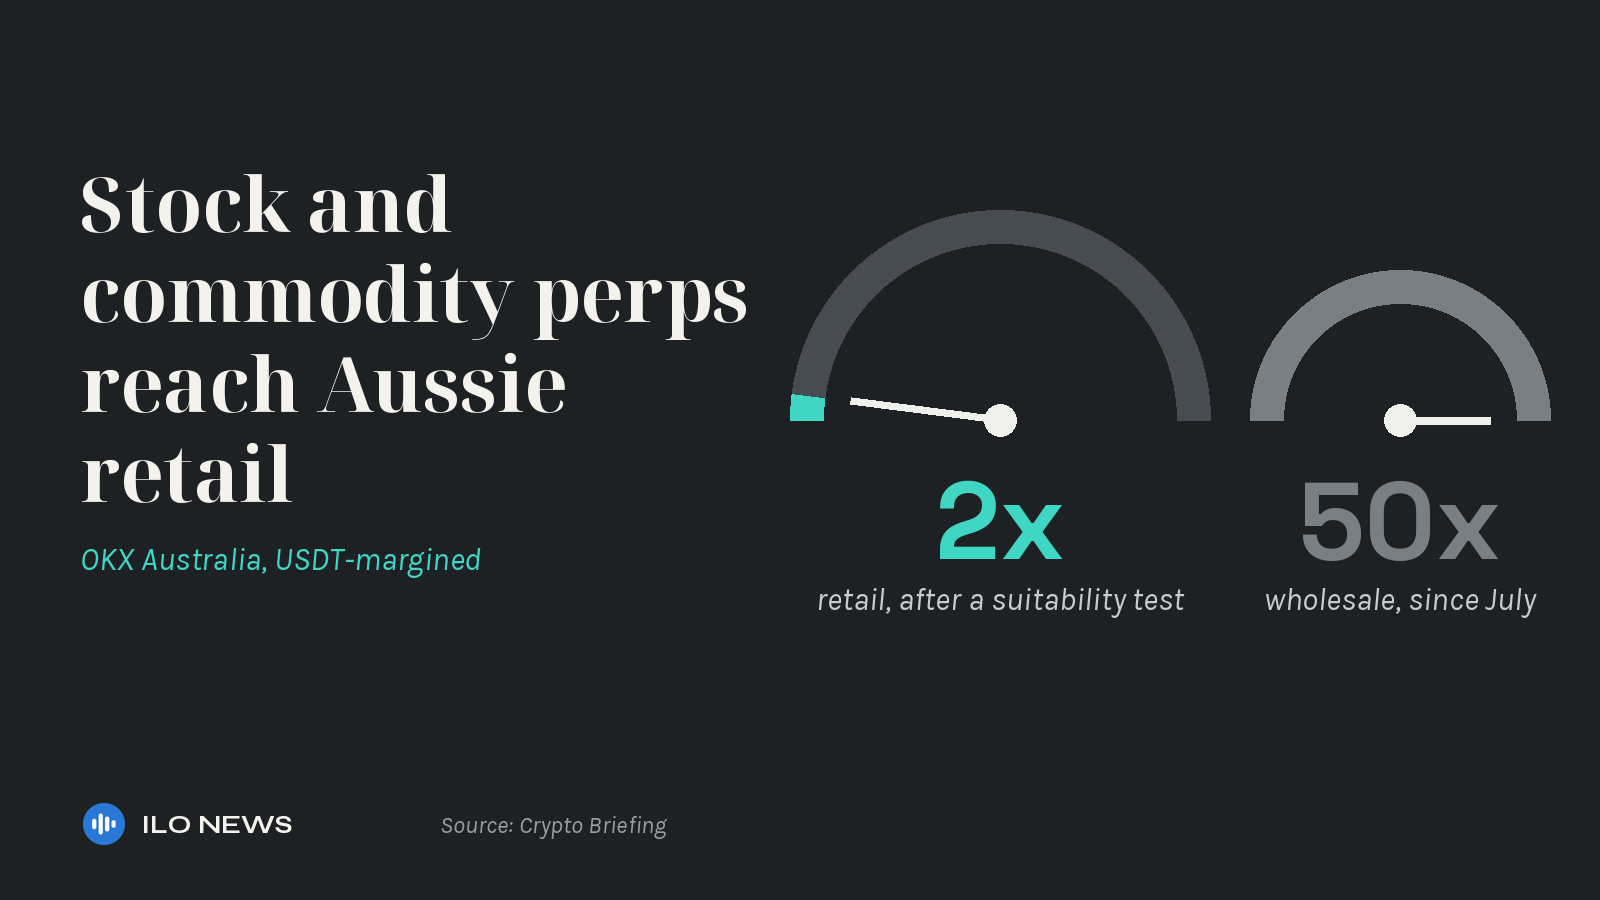 Stock and
commodity perps
reach Aussie
retail
OKX Australia, USDT-margined
2x
retail, after a suitability test
50x
wholesale, since July
ILO NEWS
Source: Crypto Briefing